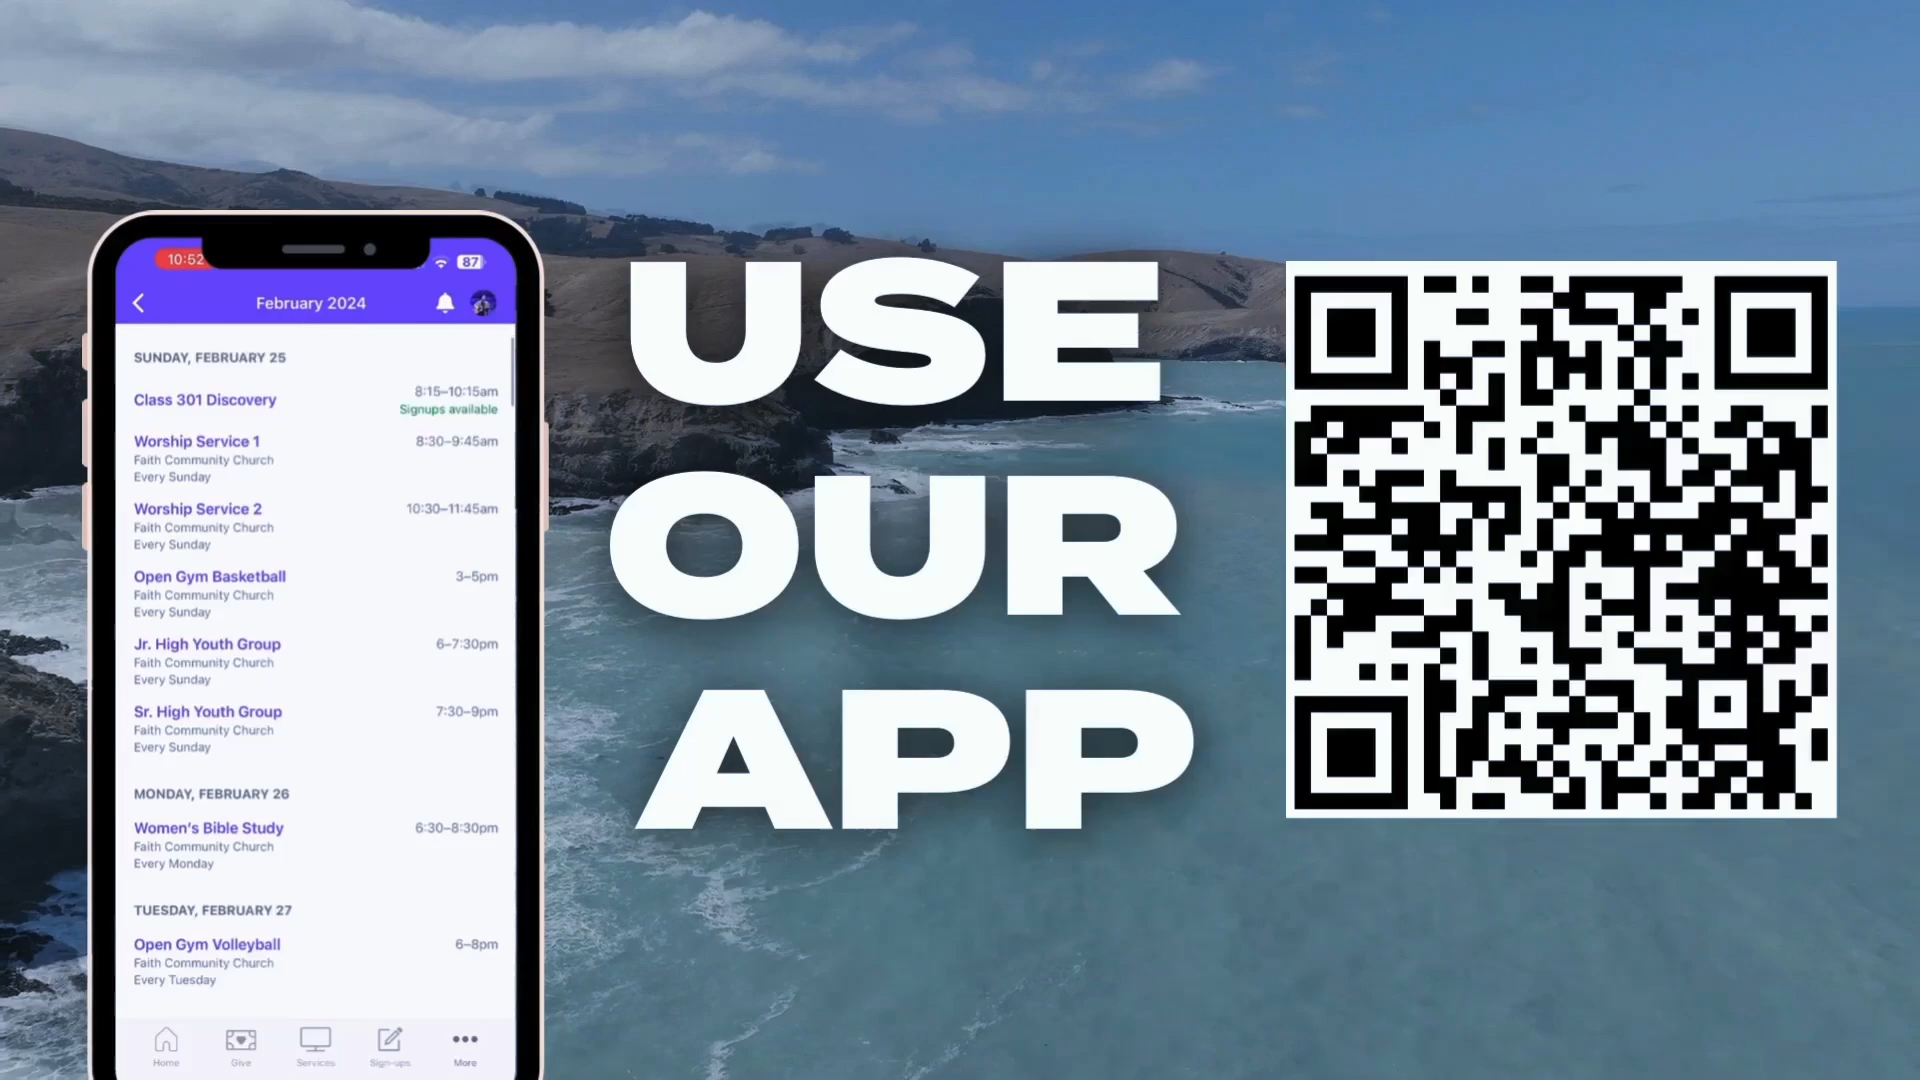 10:52
87
February 2024
SUNDAY, FEBRUARY 25
Class 301 Discovery
8:15–10:15am
Signups available
Worship Service 1
8:30–9:45am
Faith Community Church
Every Sunday
Worship Service 2
10:30–11:45am
Faith Community Church
Every Sunday
Open Gym Basketball
3–5pm
Faith Community Church
Every Sunday
Jr. High Youth Group
6–7:30pm
Faith Community Church
Every Sunday
Sr. High Youth Group
7:30–9pm
Faith Community Church
Every Sunday
MONDAY, FEBRUARY 26
Women's Bible Study
6:30–8:30pm
Faith Community Church
Every Monday
TUESDAY, FEBRUARY 27
Open Gym Volleyball
6–8pm
Faith Community Church
Every Tuesday
Home
Give
Services
Sign-ups
More
USE
OUR
APP